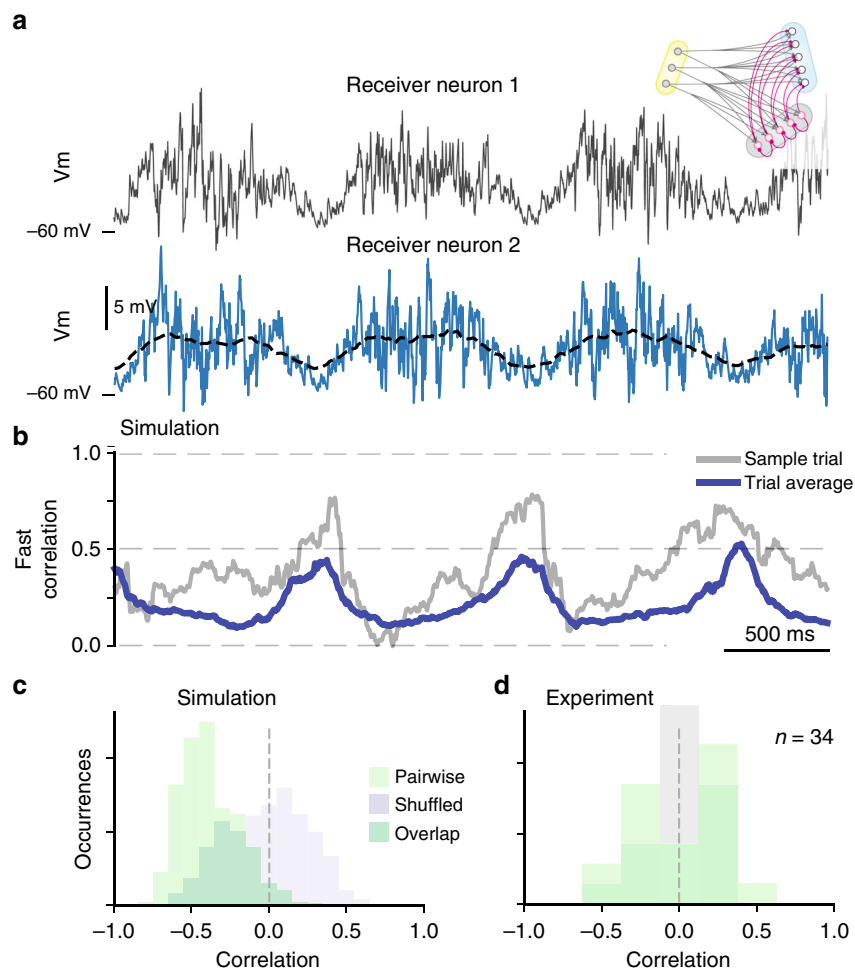 a
Receiver neuron 1
Vm
−60 mV
Receiver neuron 2
5 mV
Vm
−60 mV
b
Simulation
1.0
0.5
0.0
Fast
correlation
Sample trial
Trial average
500 ms
c
Simulation
Occurrences
Pairwise
Shuffled
Overlap
−1.0 −0.5 0.0 0.5 1.0
Correlation
d
Experiment
n = 34
−1.0 −0.5 0.0 0.5 1.0
Correlation